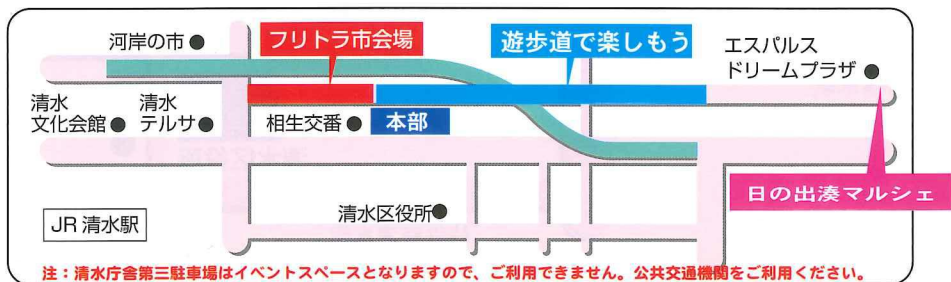 河岸の市
フリトラ市会場
遊歩道で楽しもう
エスパルス
ドリームプラザ
清水
文化会館
清水
テルサ
相生交番
本部
日の出湊マルシェ
清水区役所
JR 清水駅
注：清水庁舎第三駐車場はイベントスペースとなりますので、ご利用できません。公共交通機関をご利用ください。